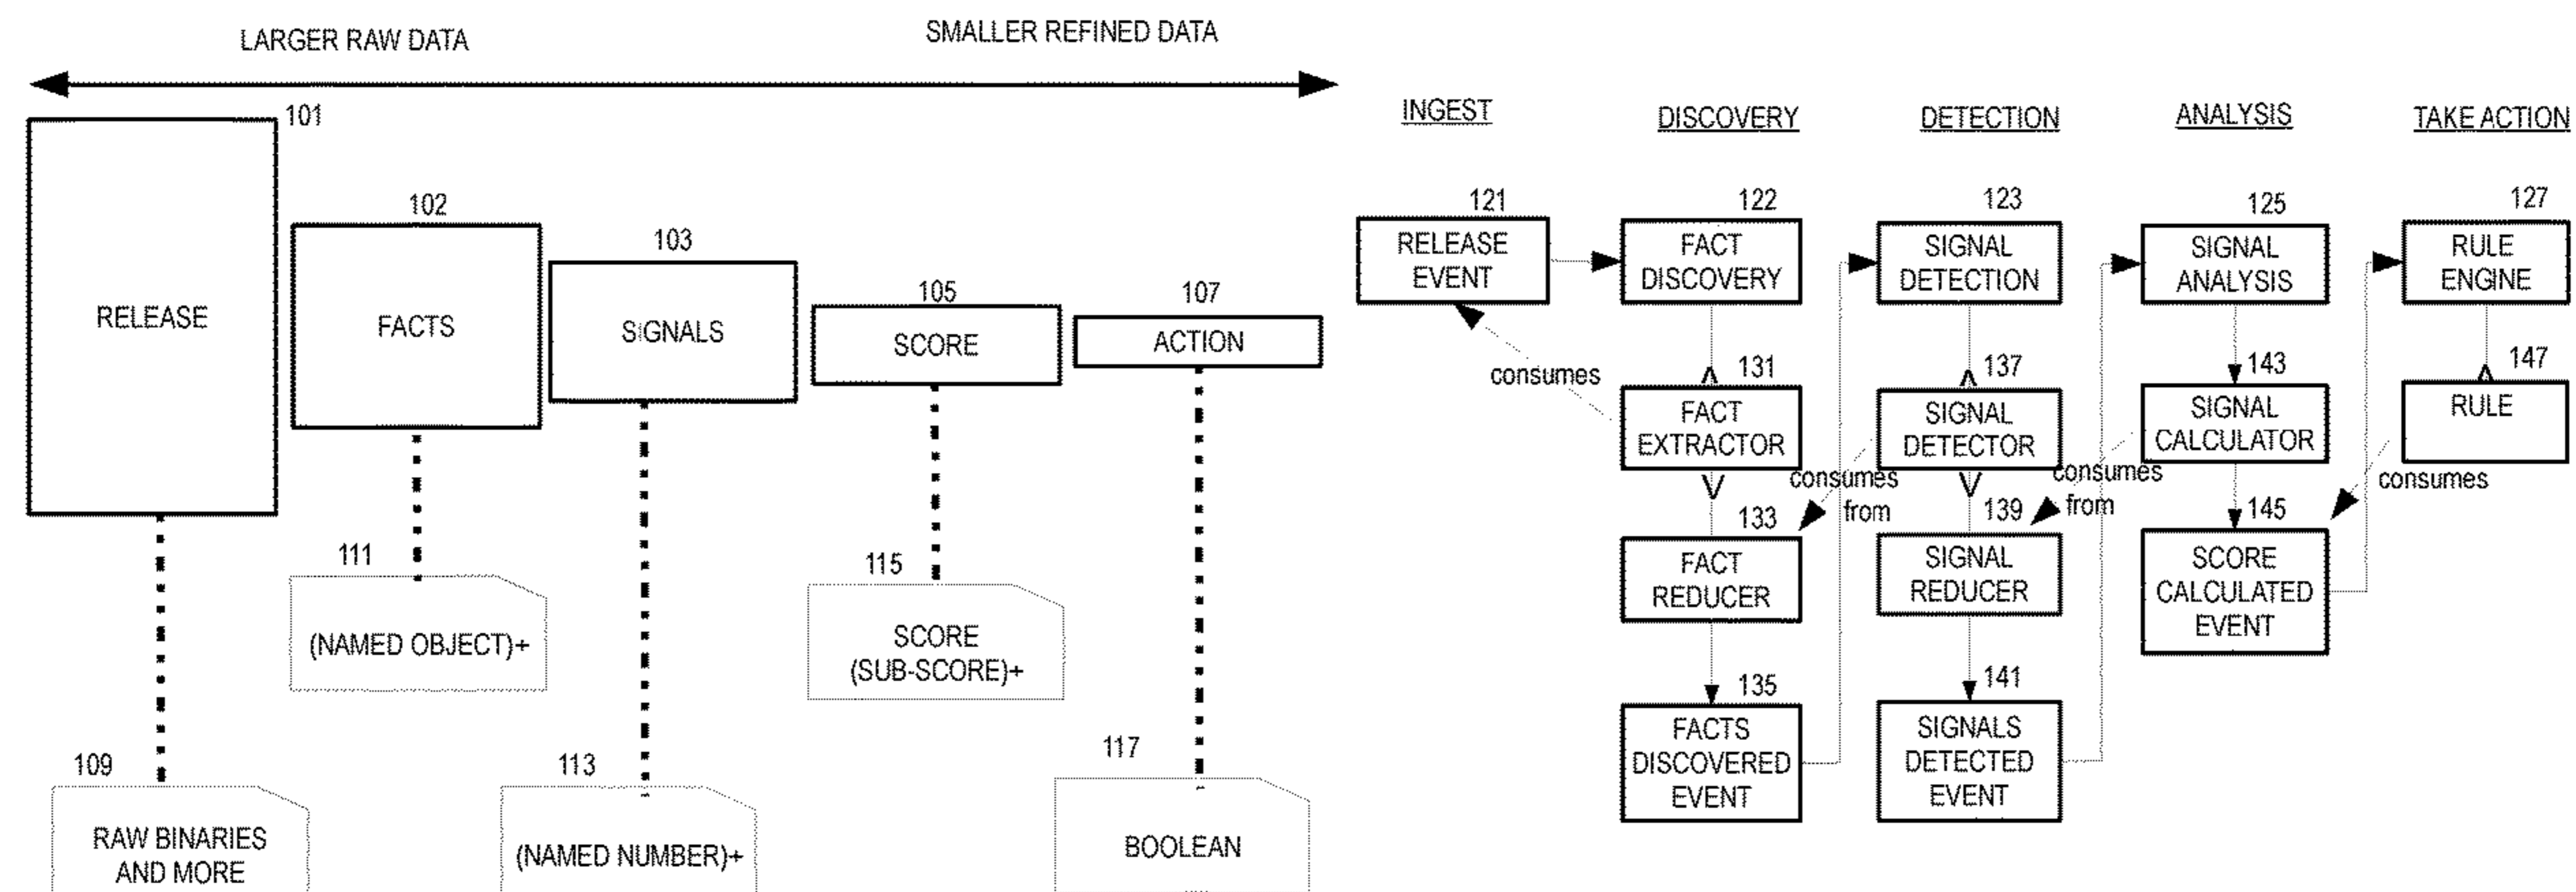 LARGER RAW DATA
SMALLER REFINED DATA
101
RELEASE
102
FACTS
103
SIGNALS
105
SCORE
107
ACTION
109
RAW BINARIES
AND MORE
111
(NAMED OBJECT)+
113
(NAMED NUMBER)+
115
SCORE
(SUB-SCORE)+
117
BOOLEAN
INGEST
DISCOVERY
DETECTION
ANALYSIS
TAKE ACTION
121
RELEASE
EVENT
consumes
122
FACT
DISCOVERY
131
FACT
EXTRACTOR
133
FACT
REDUCER
135
FACTS
DISCOVERED
EVENT
consumes
from
123
SIGNAL
DETECTION
137
SIGNAL
DETECTOR
139
SIGNAL
REDUCER
141
SIGNALS
DETECTED
EVENT
consumes
from
125
SIGNAL
ANALYSIS
143
SIGNAL
CALCULATOR
145
SCORE
CALCULATED
EVENT
consumes
127
RULE
ENGINE
147
RULE